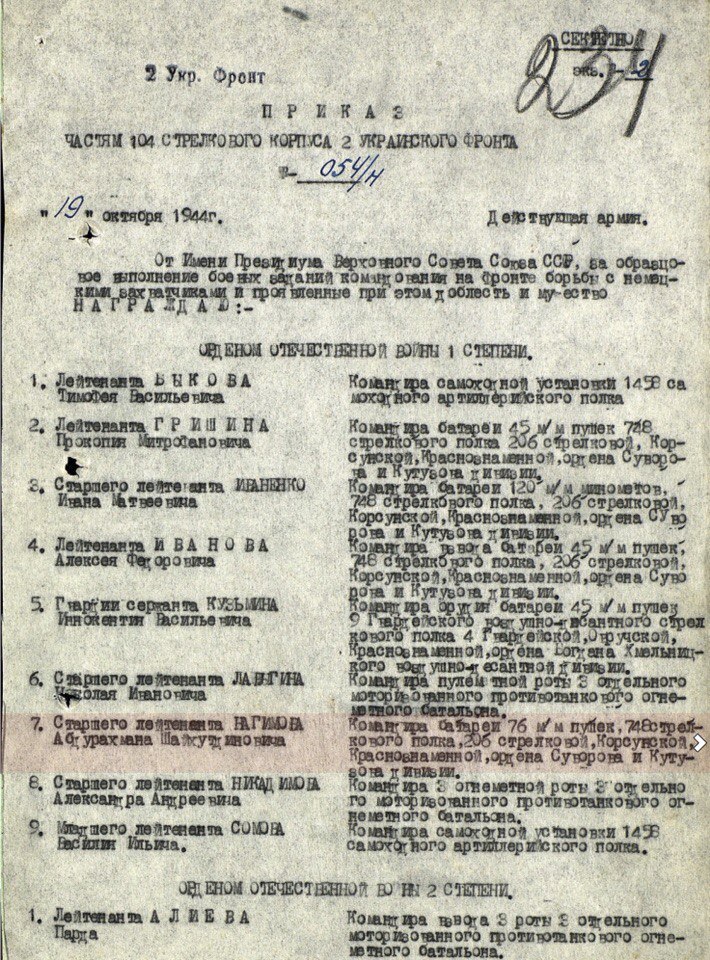 СЕКРЕТНО
экз. - 2
234
2 Укр. Фронт
П Р И К А З
ЧАСТЯМ 104 СТРЕЛКОВОГО КОРПУСА 2 УКРАИНСКОГО ФРОНТА
№- 054/н
"19" октября 1944г. Действующая армия.
От Имени Президиума Верховного Совета Союза ССР, за образцо-
вое выполнение боевых заданий командования на фронте борьбы с немец-
кими захватчиками и проявленные при этом доблесть и мужество
Н А Г Р А Ж Д А Ю :-
ОРДЕНОМ ОТЕЧЕСТВЕННОЙ ВОЙНЫ 1 СТЕПЕНИ.
1. Лейтенанта Б Ы К О В А
Тимофея Васильевича
Командира самоходной установки 1458 са
моходного артиллерийского полка
2. Лейтенанта Г Р И Ш И Н А
Прокопия Митрофановича
Командира батареи 45 м/м пушек 748
стрелкового полка 206 стрелковой, Кор-
сунской,Краснознаменной,ордена Суворо-
ва и Кутузова дивизии.
3. Старшего лейтенанта ИВАНЕНКО
Ивана Матвеевича
Командира батареи 120 м/м минометов,
748 стрелкового полка, 206 стрелковой,
Корсунской,Краснознаменной,ордена Суво
рова и Кутузова дивизии.
4. Лейтенанта И В А Н О В А
Алексея Федоровича
Командира взвода батареи 45 м/м пушек,
748 стрелкового полка, 206 стрелковой,
Корсунской,Краснознаменной,ордена Суво
рова и Кутузова дивизии.
5. Гвардии сержанта КУЗЬМИНА
Иннокентия Васильевича
Командира орудия батареи 45 м/м пушек
9 Гвардейского воздушно-десантного стрел
кового полка 4 Гвардейской,Овручской,
Краснознаменной,ордена Богдана Хмельниц-
кого воздушно-десантной дивизии.
6. Старшего лейтенанта ЛАВЫГИНА
Николая Ивановича
Командира пулеметной роты 3 отдельного
моторизованного противотанкового огне-
метного батальона.
7. Старшего лейтенанта НАГИМОВА
Абдурахмана Шайхутдиновича
Командира батареи 76 м/м пушек,748стрел-
кового полка,206 стрелковой,Корсунской,
Краснознаменной,ордена Суворова и Куту-
зова дивизии.
8. Старшего лейтенанта НИКАДИМОВА
Александра Андреевича
Командира 3 огнеметной роты 3 отдельно
го моторизованного противотанкового ог-
неметного батальона.
9. Младшего лейтенанта СОМОВА
Василия Ильича.
Командира самоходной установки 1458
самоходного артиллерийского полка.
ОРДЕНОМ ОТЕЧЕСТВЕННОЙ ВОЙНЫ 2 СТЕПЕНИ.
1. Лейтенанта А Л И Е В А
Парда
Командира взвода 3 роты 3 отдельного
моторизованного противотанкового огне-
метного батальона.